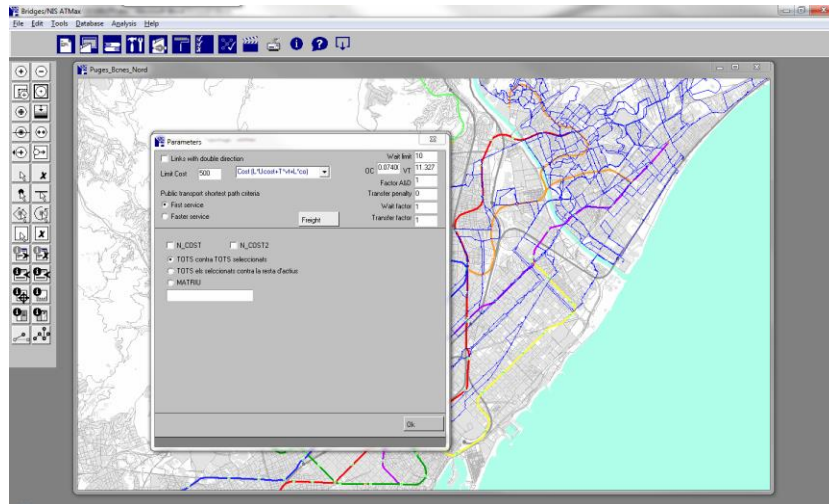 Bridges/NIS ATMax
File Edit Tools Database Analysis Help
Puges_Bcnes_Nord
Parameters
Links with double direction
Wait limit 10
Limit Cost 500 Cost (L*Ucost+T*vt+L*co) OC 0.0740( VT 11.327
Factor A&D 1
Public transport shortest path criteria
Transfer penalty 0
First service
Wait factor 1
Faster service
Freight
Transfer factor 1
N_COST N_COST2
TOTS contra TOTS seleccionats
TOTS els selccionats contra la resta d'actius
MATRIU
Ok